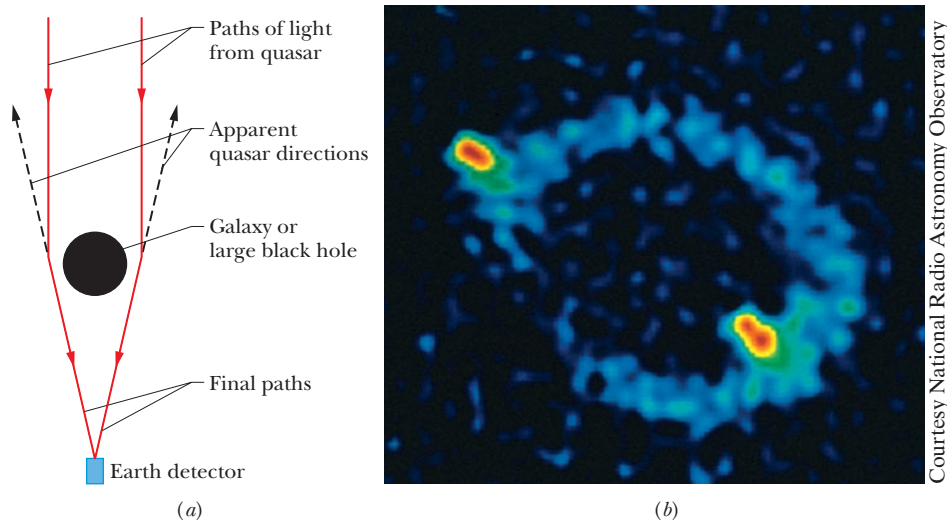 Paths of light
from quasar
Apparent
quasar directions
Galaxy or
large black hole
Final paths
Earth detector
(a)
(b)
Courtesy National Radio Astronomy Observatory